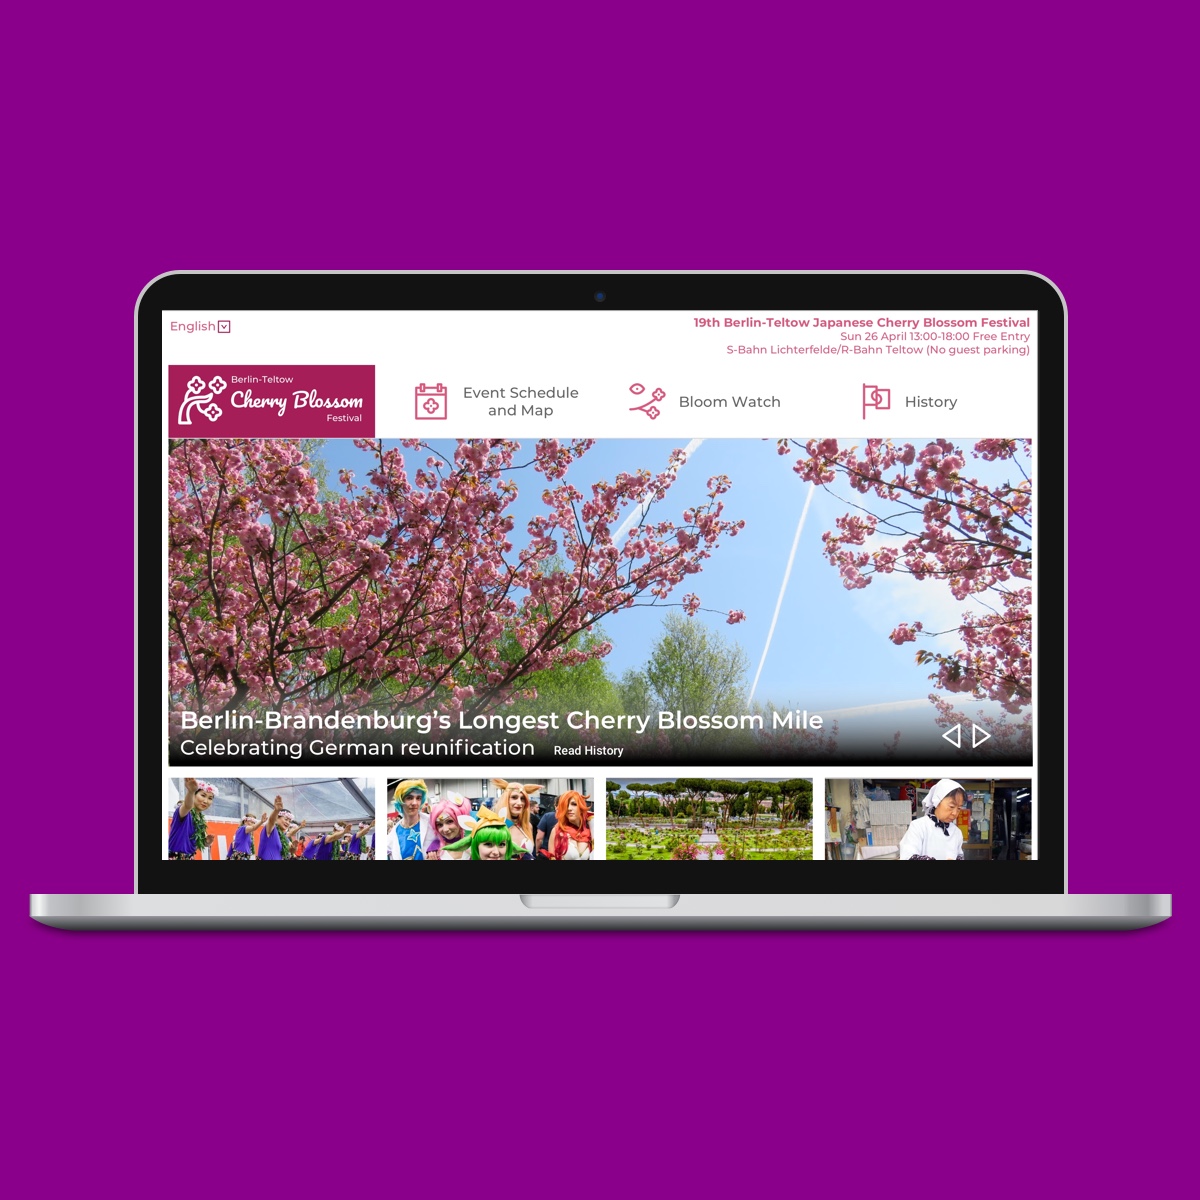 English
19th Berlin-Teltow Japanese Cherry Blossom Festival
Sun 26 April 13:00-18:00 Free Entry
S-Bahn Lichterfelde/R-Bahn Teltow (No guest parking)
Berlin-Teltow
Cherry Blossom
Festival
Event Schedule
and Map
Bloom Watch
History
Berlin-Brandenburg’s Longest Cherry Blossom Mile
Celebrating German reunification Read History